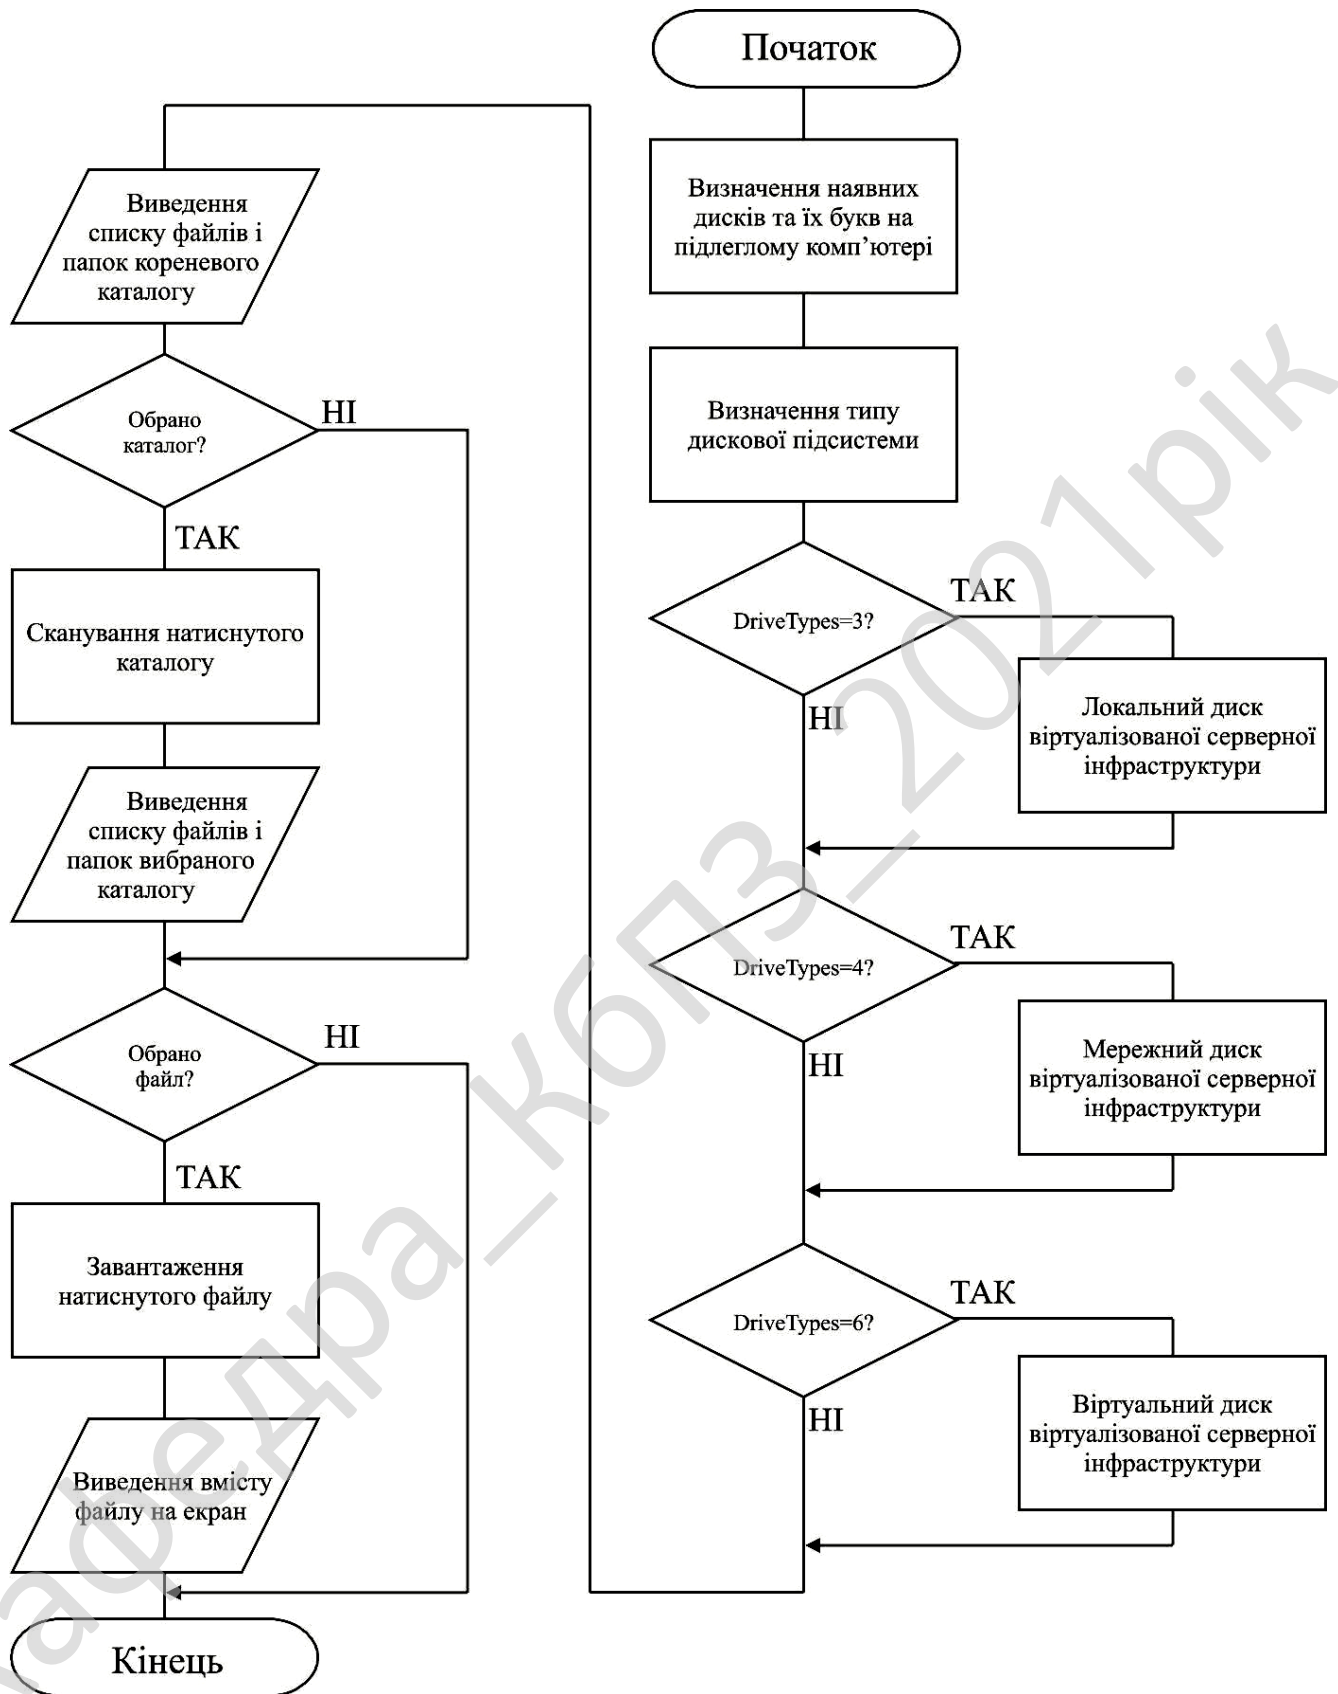 Початок
Визначення наявних
дисків та їх букв на
підлеглому комп’ютері
Визначення типу
дискової підсистеми
DriveTypes=3?
ТАК
НІ
Локальний диск
віртуалізованої серверної
інфраструктури
DriveTypes=4?
ТАК
НІ
Мережний диск
віртуалізованої серверної
інфраструктури
DriveTypes=6?
ТАК
НІ
Віртуальний диск
віртуалізованої серверної
інфраструктури
Виведення
списку файлів і
папок кореневого
каталогу
Обрано
каталог?
НІ
ТАК
Сканування натиснутого
каталогу
Виведення
списку файлів і
папок вибраного
каталогу
Обрано
файл?
НІ
ТАК
Завантаження
натиснутого файлу
Виведення вмісту
файлу на екран
Кінець
кафедра_КбПЗ_2021рік